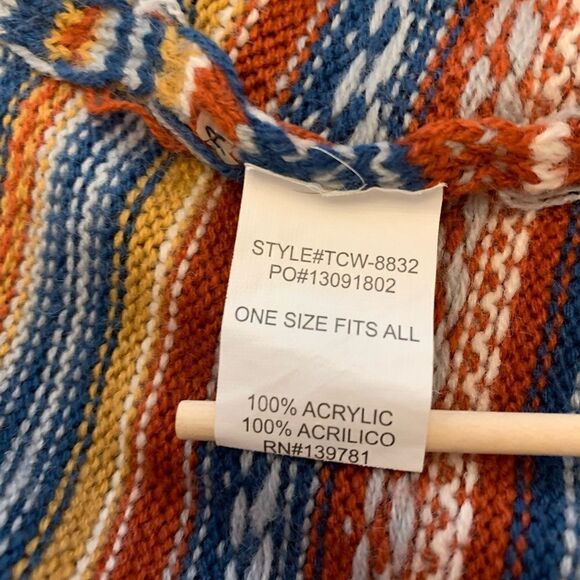 STYLE#TCW-8832
PO#13091802
ONE SIZE FITS ALL
100% ACRYLIC
100% ACRILICO
RN#139781